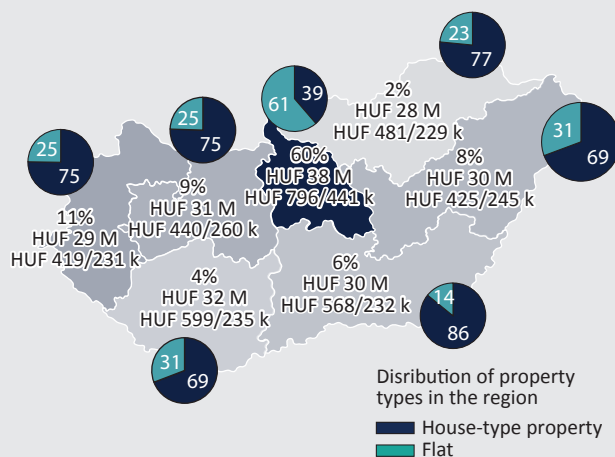 23
77
2%
HUF 28 M
HUF 481/229 k
61
39
25
75
31
69
60%
HUF 38 M
HUF 796/441 k
8%
HUF 30 M
HUF 425/245 k
25
75
9%
HUF 31 M
HUF 440/260 k
11%
HUF 29 M
HUF 419/231 k
4%
HUF 32 M
HUF 599/235 k
6%
HUF 30 M
HUF 568/232 k
14
86
31
69
Disribution of property
types in the region
House-type property
Flat